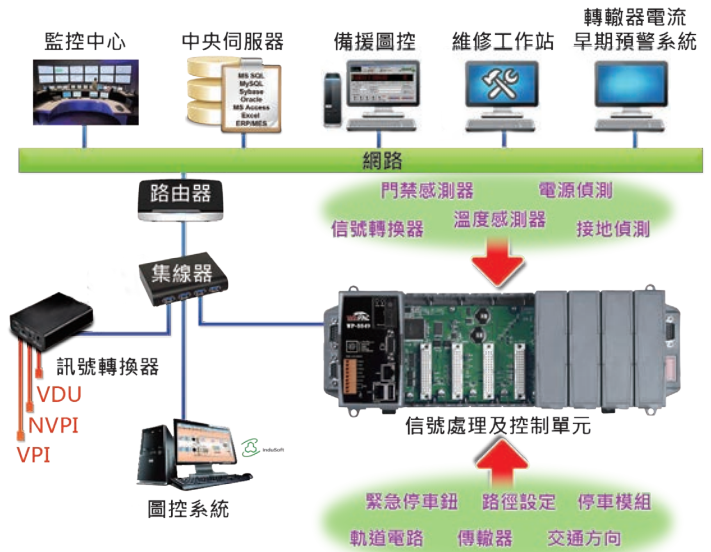 監控中心
中央伺服器
備援圖控
維修工作站
轉轍器電流
早期預警系統
MS SQL
MySQL
Sybase
Oracle
MS Access
Excel
ERP/MES
網路
路由器
門禁感測器
電源偵測
信號轉換器
溫度感測器
接地偵測
集線器
WinPAC
訊號轉換器
VDU
NVPI
VPI
InduSoft
圖控系統
信號處理及控制單元
緊急停車鈕
路徑設定
停車模組
軌道電路
傳轍器
交通方向